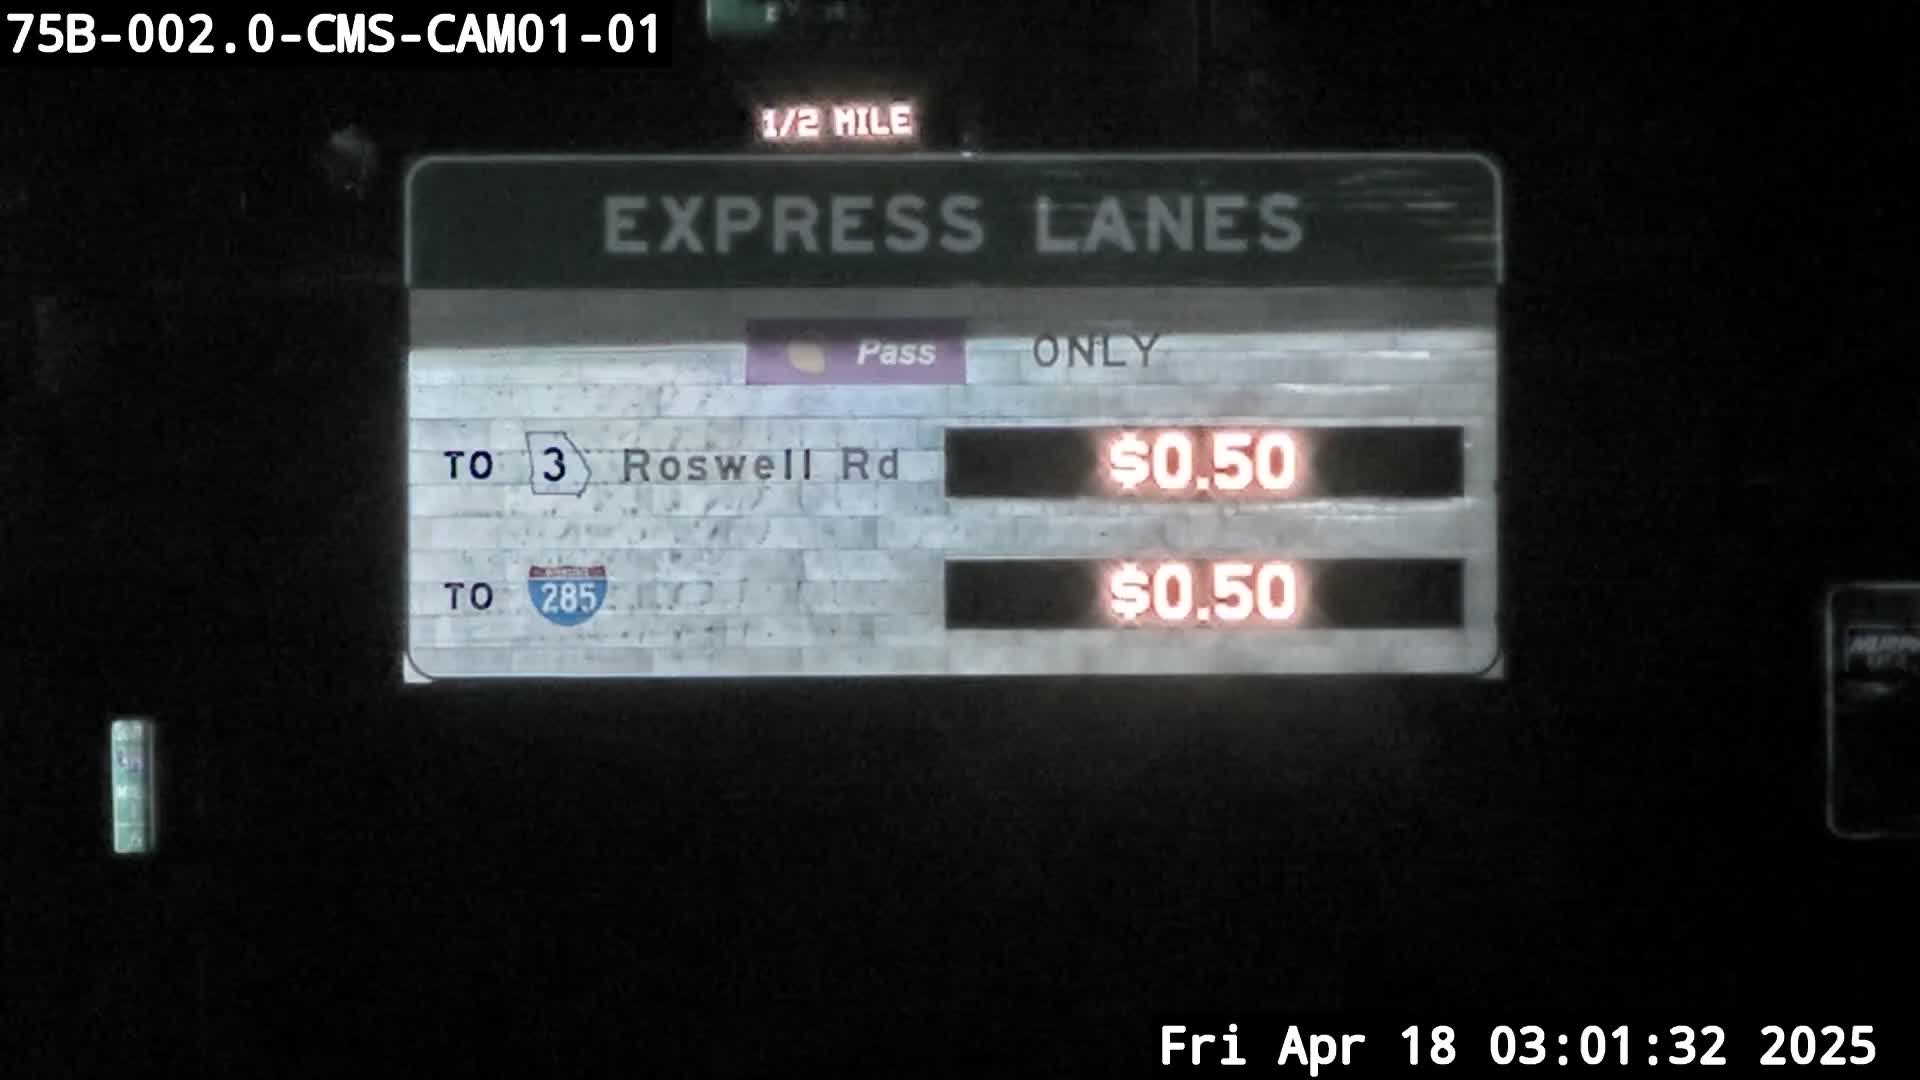 75B-002.0-CMS-CAM01-01
1/2 MILE
EXPRESS LANES
Pass ONLY
TO 3 Roswell Rd $0.50
TO 285 $0.50
Fri Apr 18 03:01:32 2025